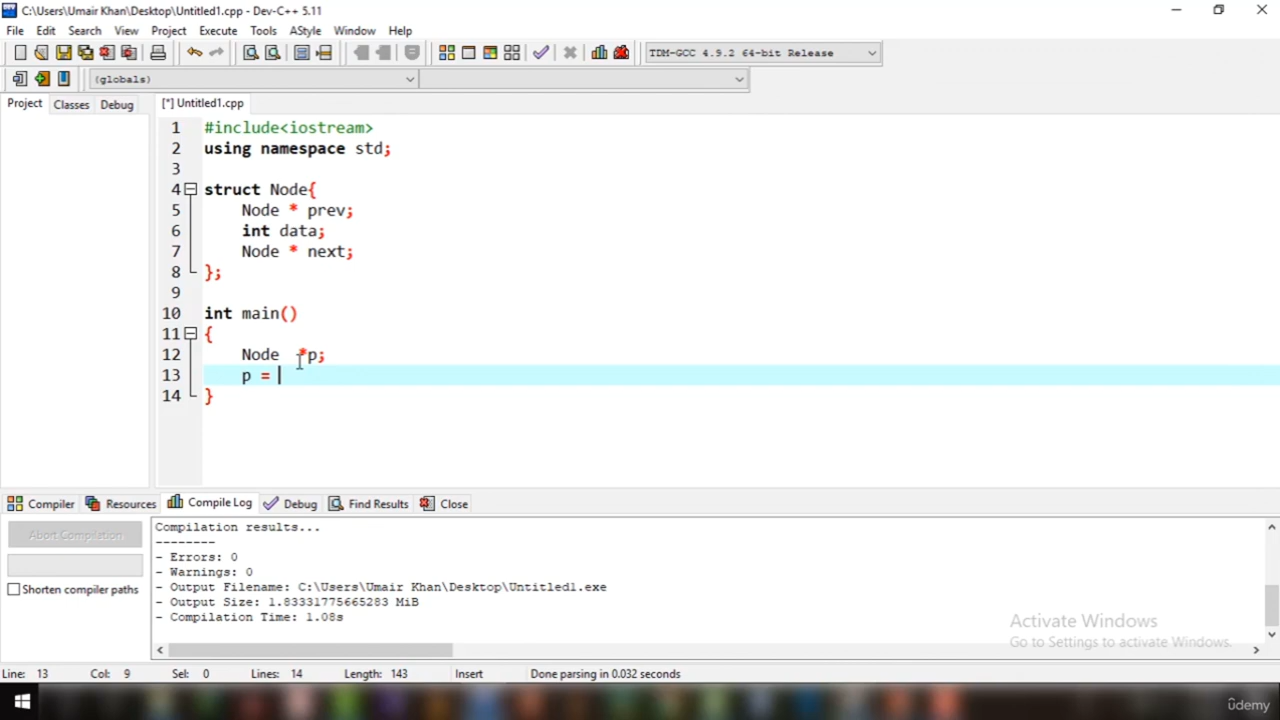 C:\Users\Umair Khan\Desktop\Untitled1.cpp - Dev-C++ 5.11
File Edit Search View Project Execute Tools AStyle Window Help
TDM-GCC 4.9.2 64-bit Release
(globals)
Project Classes Debug [*] Untitled1.cpp
1 #include<iostream>
2 using namespace std;
3
4 struct Node{
5 Node * prev;
6 int data;
7 Node * next;
8 };
9
10 int main()
11 {
12 Node *p;
13 p =
14 }
Compiler Resources Compile Log Debug Find Results Close
Abort Compilation
Shorten compiler paths
Compilation results...
--------
- Errors: 0
- Warnings: 0
- Output Filename: C:\Users\Umair Khan\Desktop\Untitled1.exe
- Output Size: 1.83331775665283 MiB
- Compilation Time: 1.08s
Activate Windows
Go to Settings to activate Windows.
Line: 13 Col: 9 Sel: 0 Lines: 14 Length: 143 Insert Done parsing in 0.032 seconds
ûdemy